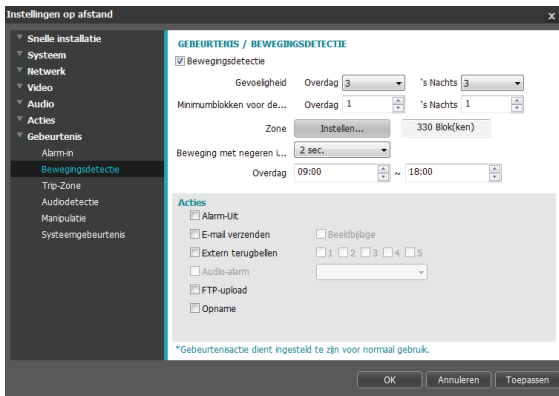 Instellingen op afstand x
Snelle installatie
Systeem
Netwerk
Video
Audio
Acties
Gebeurtenis
Alarm-in
Bewegingsdetectie
Trip-Zone
Audiodetectie
Manipulatie
Systeemgebeurtenis
GEBEURTENIS / BEWEGINGSDETECTIE
Bewegingsdetectie
Gevoeligheid Overdag 3 's Nachts 3
Minimumblokken voor de... Overdag 1 's Nachts 1
Zone Instellen... 330 Blok(ken)
Beweging met negeren i... 2 sec.
Overdag 09:00 ~ 18:00
Acties
Alarm-Uit
E-mail verzenden Beeldbijlage
Extern terugbellen 1 2 3 4 5
Audio-alarm
FTP-upload
Opname
*Gebeurtenisactie dient ingesteld te zijn voor normaal gebruik.
OK Annuleren Toepassen